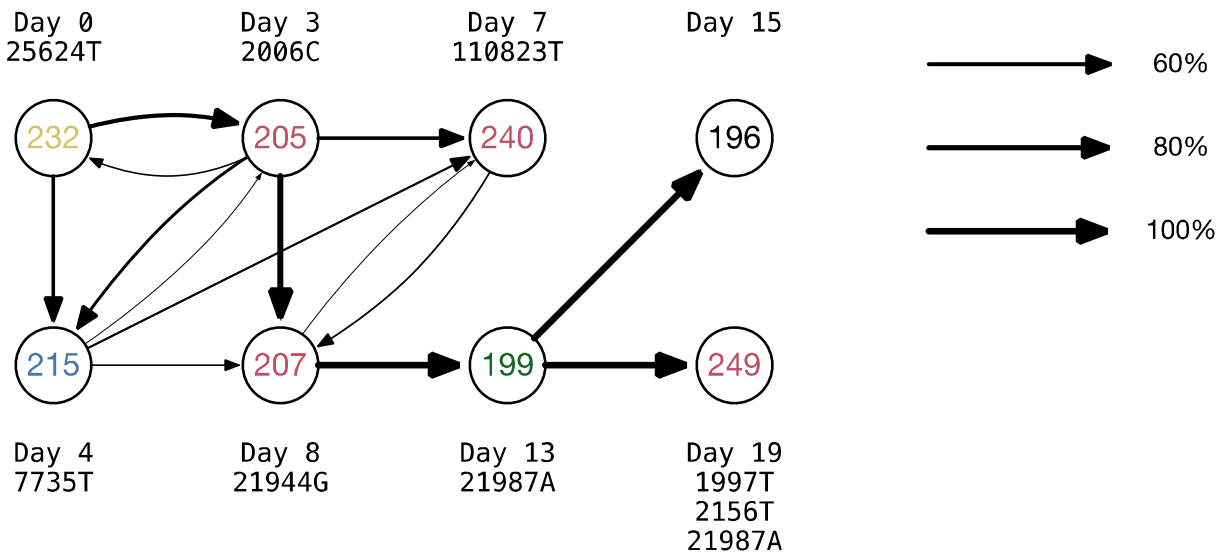 Day 0
25624T
Day 3
2006C
Day 7
110823T
Day 15
60%
80%
100%
232
205
240
196
215
207
199
249
Day 4
7735T
Day 8
21944G
Day 13
21987A
Day 19
1997T
2156T
21987A